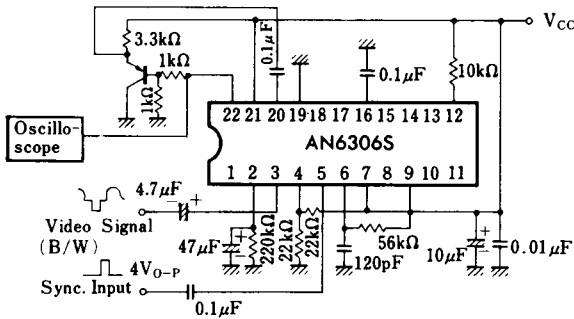 V_CC
3.3kΩ
1kΩ
0.1μF
1kΩ
0.1μF
10kΩ
Oscillo-
scope
22 21 20 19 18 17 16 15 14 13 12
AN6306S
1 2 3 4 5 6 7 8 9 10 11
4.7μF
- +
Video Signal
(B/W)
47μF
+
-
220kΩ
22kΩ
22kΩ
56kΩ
120pF
10μF
+
-
0.01μF
4V_O-P
Sync. Input
0.1μF